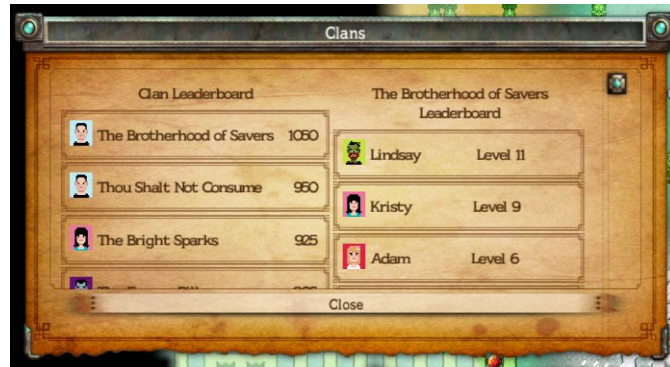 Clans
Clan Leaderboard
The Brotherhood of Savers 1050
Thou Shalt Not Consume 950
The Bright Sparks 925
The Brotherhood of Savers
Leaderboard
Lindsay Level 11
Kristy Level 9
Adam Level 6
Close